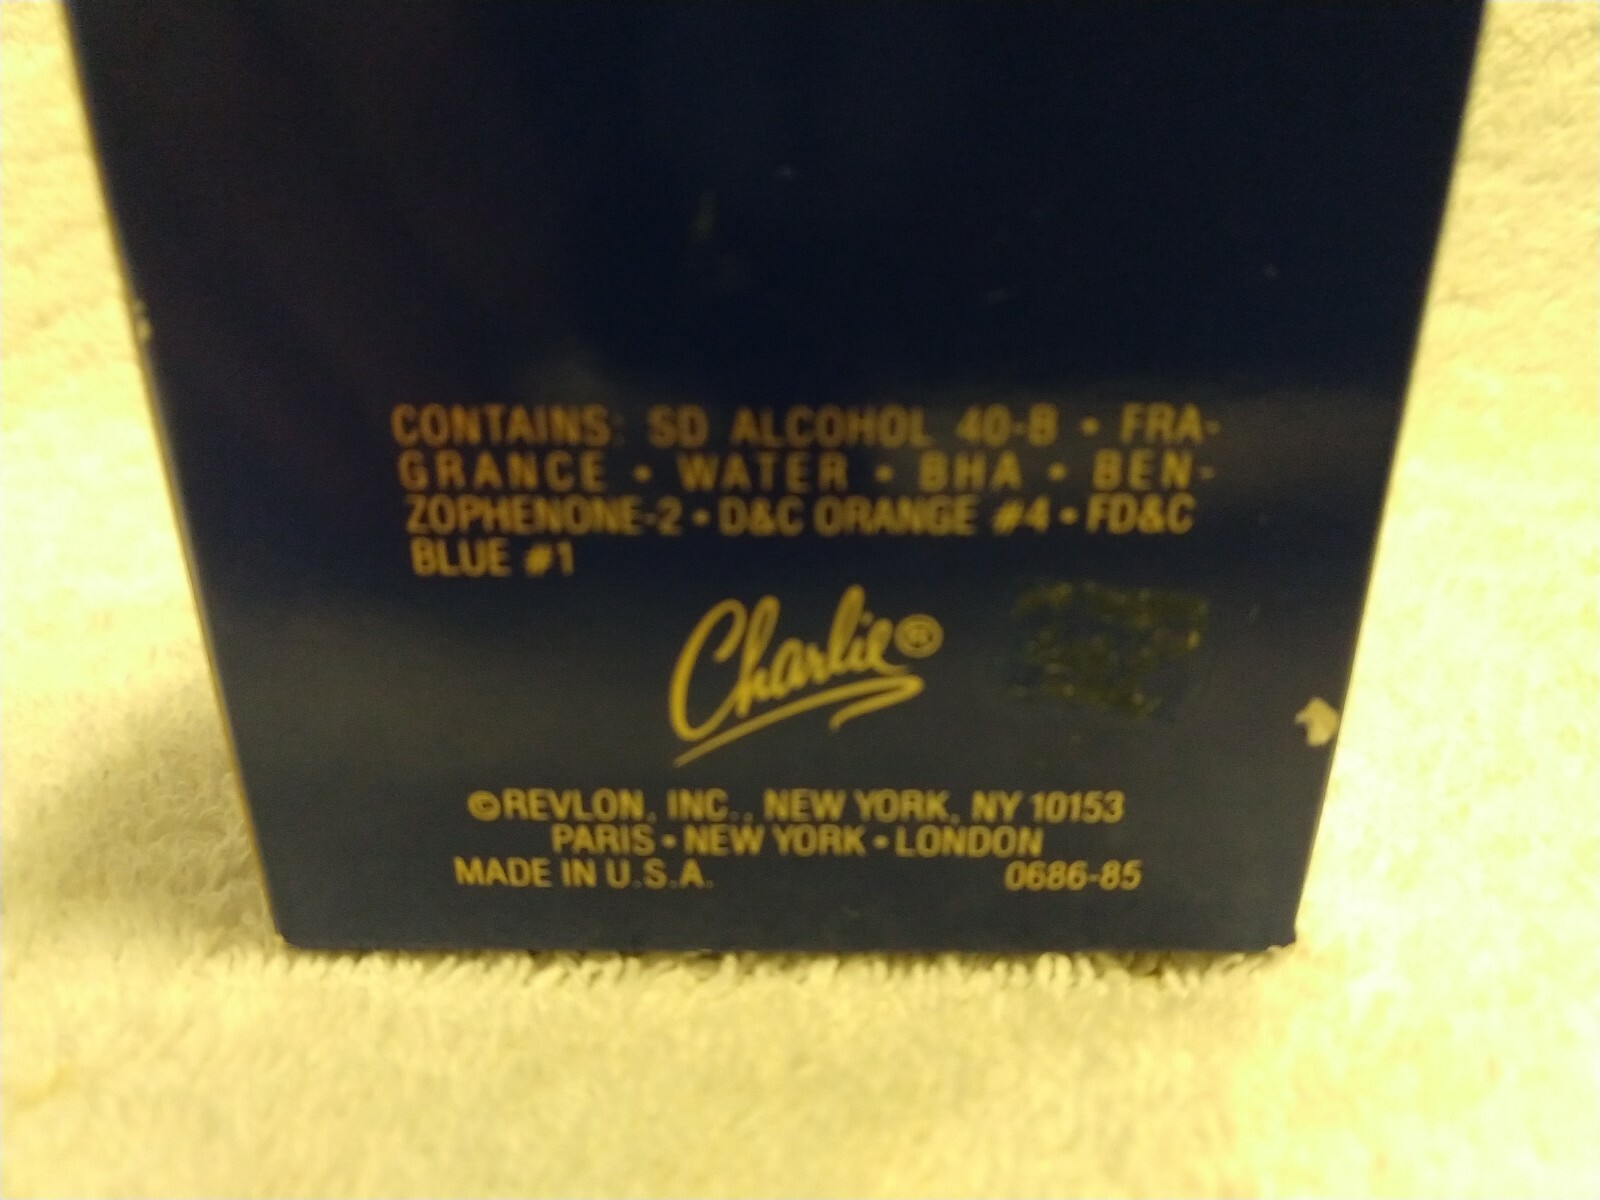 CONTAINS: SD ALCOHOL 40-B • FRA-
GRANCE • WATER • BHA • BEN-
ZOPHENONE-2 • D&C ORANGE #4 • FD&C
BLUE #1
Charlie®
©REVLON, INC., NEW YORK, NY 10153
PARIS • NEW YORK • LONDON
MADE IN U.S.A. 0686-85